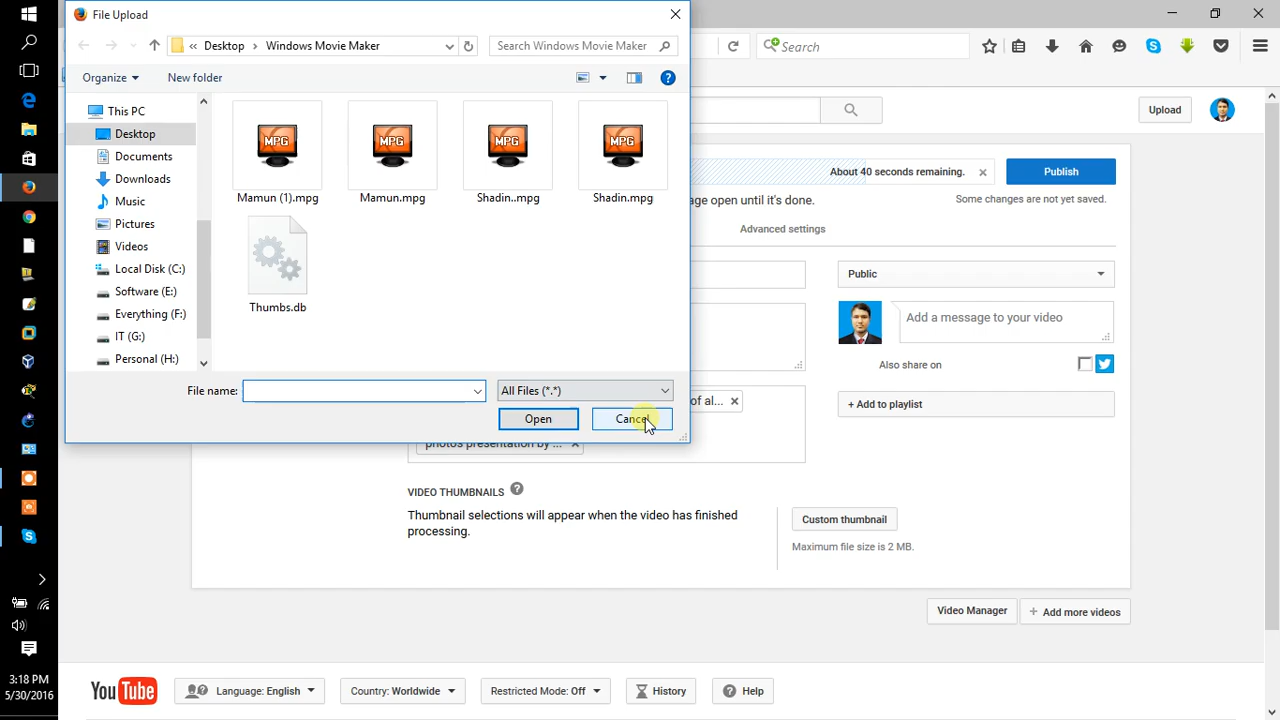 File Upload
« Desktop > Windows Movie Maker
Search Windows Movie Maker
Search
Organize
New folder
This PC
Desktop
Documents
Downloads
Music
Pictures
Videos
Local Disk (C:)
Software (E:)
Everything (F:)
IT (G:)
Personal (H:)
MPG
MPG
MPG
MPG
Mamun (1).mpg
Mamun.mpg
Shadin..mpg
Shadin.mpg
Thumbs.db
File name:
All Files (*.*)
Open
Cancel
Upload
About 40 seconds remaining.
Publish
ge open until it's done.
Some changes are not yet saved.
Advanced settings
Public
Add a message to your video
Also share on
+ Add to playlist
of al...
photos presentation by ...
VIDEO THUMBNAILS
Thumbnail selections will appear when the video has finished
processing.
Custom thumbnail
Maximum file size is 2 MB.
Video Manager
+ Add more videos
YouTube
Language: English
Country: Worldwide
Restricted Mode: Off
History
Help
3:18 PM
5/30/2016